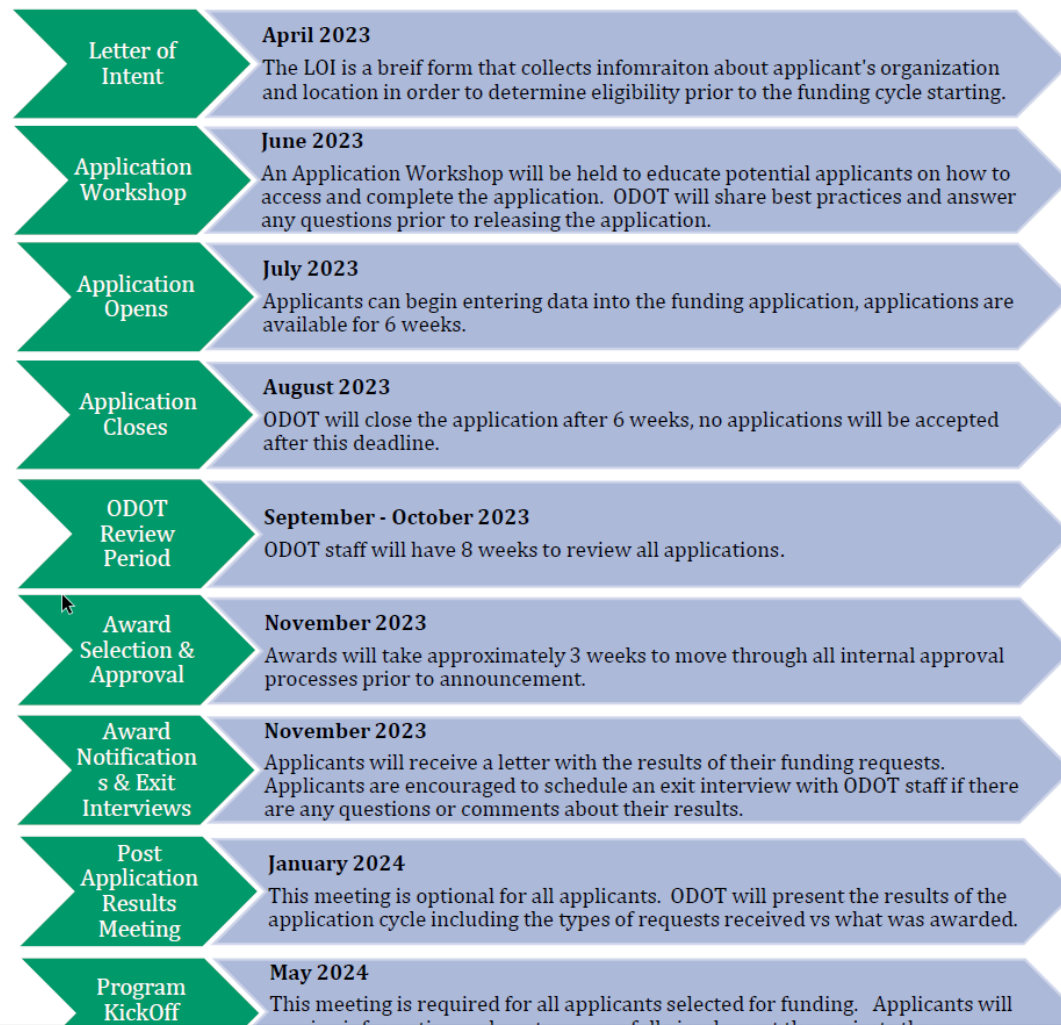 Letter of
Intent
April 2023
The LOI is a breif form that collects infomraiton about applicant's organization
and location in order to determine eligibility prior to the funding cycle starting.
Application
Workshop
June 2023
An Application Workshop will be held to educate potential applicants on how to
access and complete the application.  ODOT will share best practices and answer
any questions prior to releasing the application.
Application
Opens
July 2023
Applicants can begin entering data into the funding application, applications are
available for 6 weeks.
Application
Closes
August 2023
ODOT will close the application after 6 weeks, no applications will be accepted
after this deadline.
ODOT
Review
Period
September - October 2023
ODOT staff will have 8 weeks to review all applications.
Award
Selection &
Approval
November 2023
Awards will take approximately 3 weeks to move through all internal approval
processes prior to announcement.
Award
Notification
s & Exit
Interviews
November 2023
Applicants will receive a letter with the results of their funding requests.
Applicants are encouraged to schedule an exit interview with ODOT staff if there
are any questions or comments about their results.
Post
Application
Results
Meeting
January 2024
This meeting is optional for all applicants.  ODOT will present the results of the
application cycle including the types of requests received vs what was awarded.
Program
KickOff
May 2024
This meeting is required for all applicants selected for funding.   Applicants will